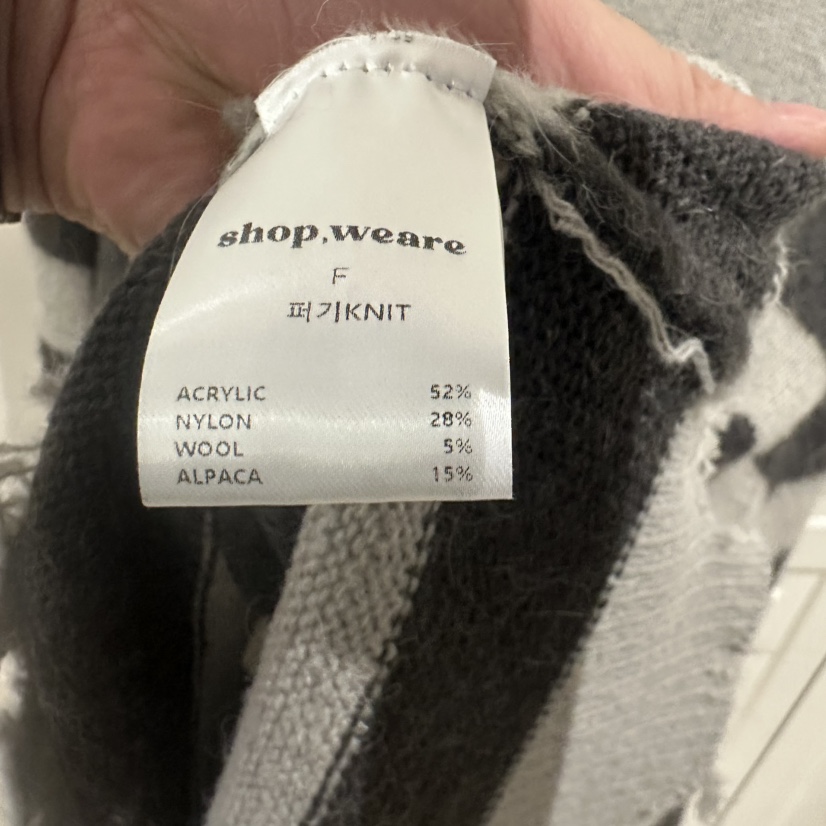 shop,weare
F
퍼기KNIT
ACRYLIC 52%
NYLON 28%
WOOL 5%
ALPACA 15%